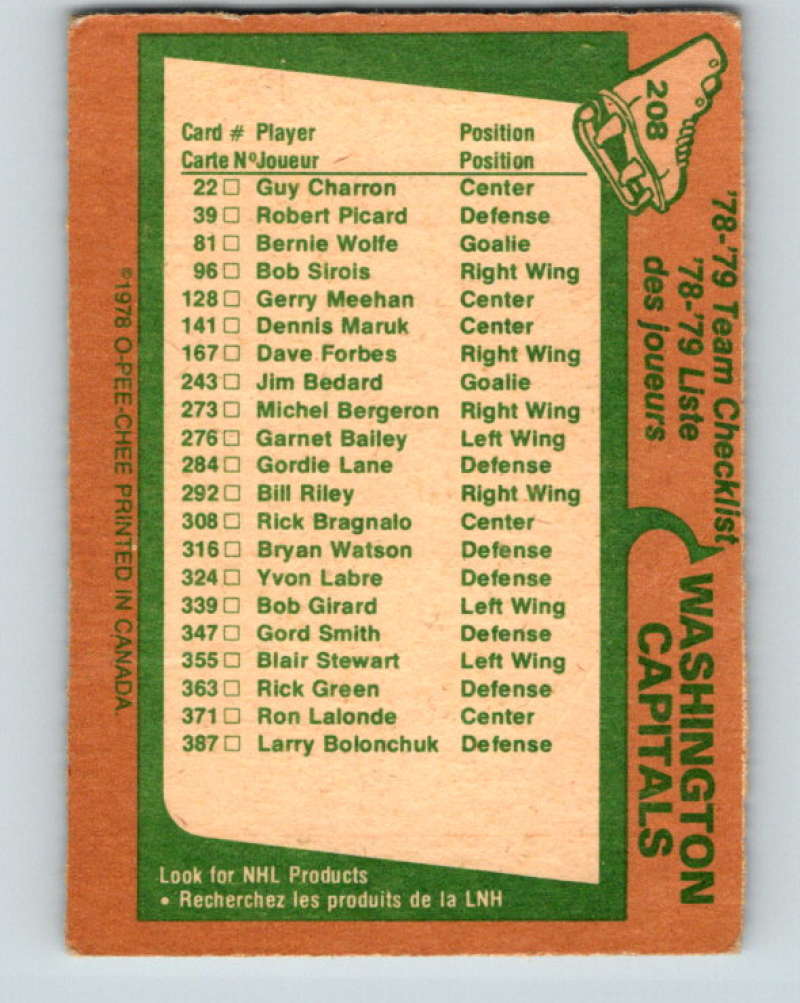 208
'78-'79 Team Checklist
'78-'79 Liste
des joueurs
WASHINGTON
CAPITALS
Card # Player Position
Carte Nº Joueur Position
22 □ Guy Charron Center
39 □ Robert Picard Defense
81 □ Bernie Wolfe Goalie
96 □ Bob Sirois Right Wing
128 □ Gerry Meehan Center
141 □ Dennis Maruk Center
167 □ Dave Forbes Right Wing
243 □ Jim Bedard Goalie
273 □ Michel Bergeron Right Wing
276 □ Garnet Bailey Left Wing
284 □ Gordie Lane Defense
292 □ Bill Riley Right Wing
308 □ Rick Bragnalo Center
316 □ Bryan Watson Defense
324 □ Yvon Labre Defense
339 □ Bob Girard Left Wing
347 □ Gord Smith Defense
355 □ Blair Stewart Left Wing
363 □ Rick Green Defense
371 □ Ron Lalonde Center
387 □ Larry Bolonchuk Defense
Look for NHL Products
• Recherchez les produits de la LNH
©1978 O-PEE-CHEE PRINTED IN CANADA.